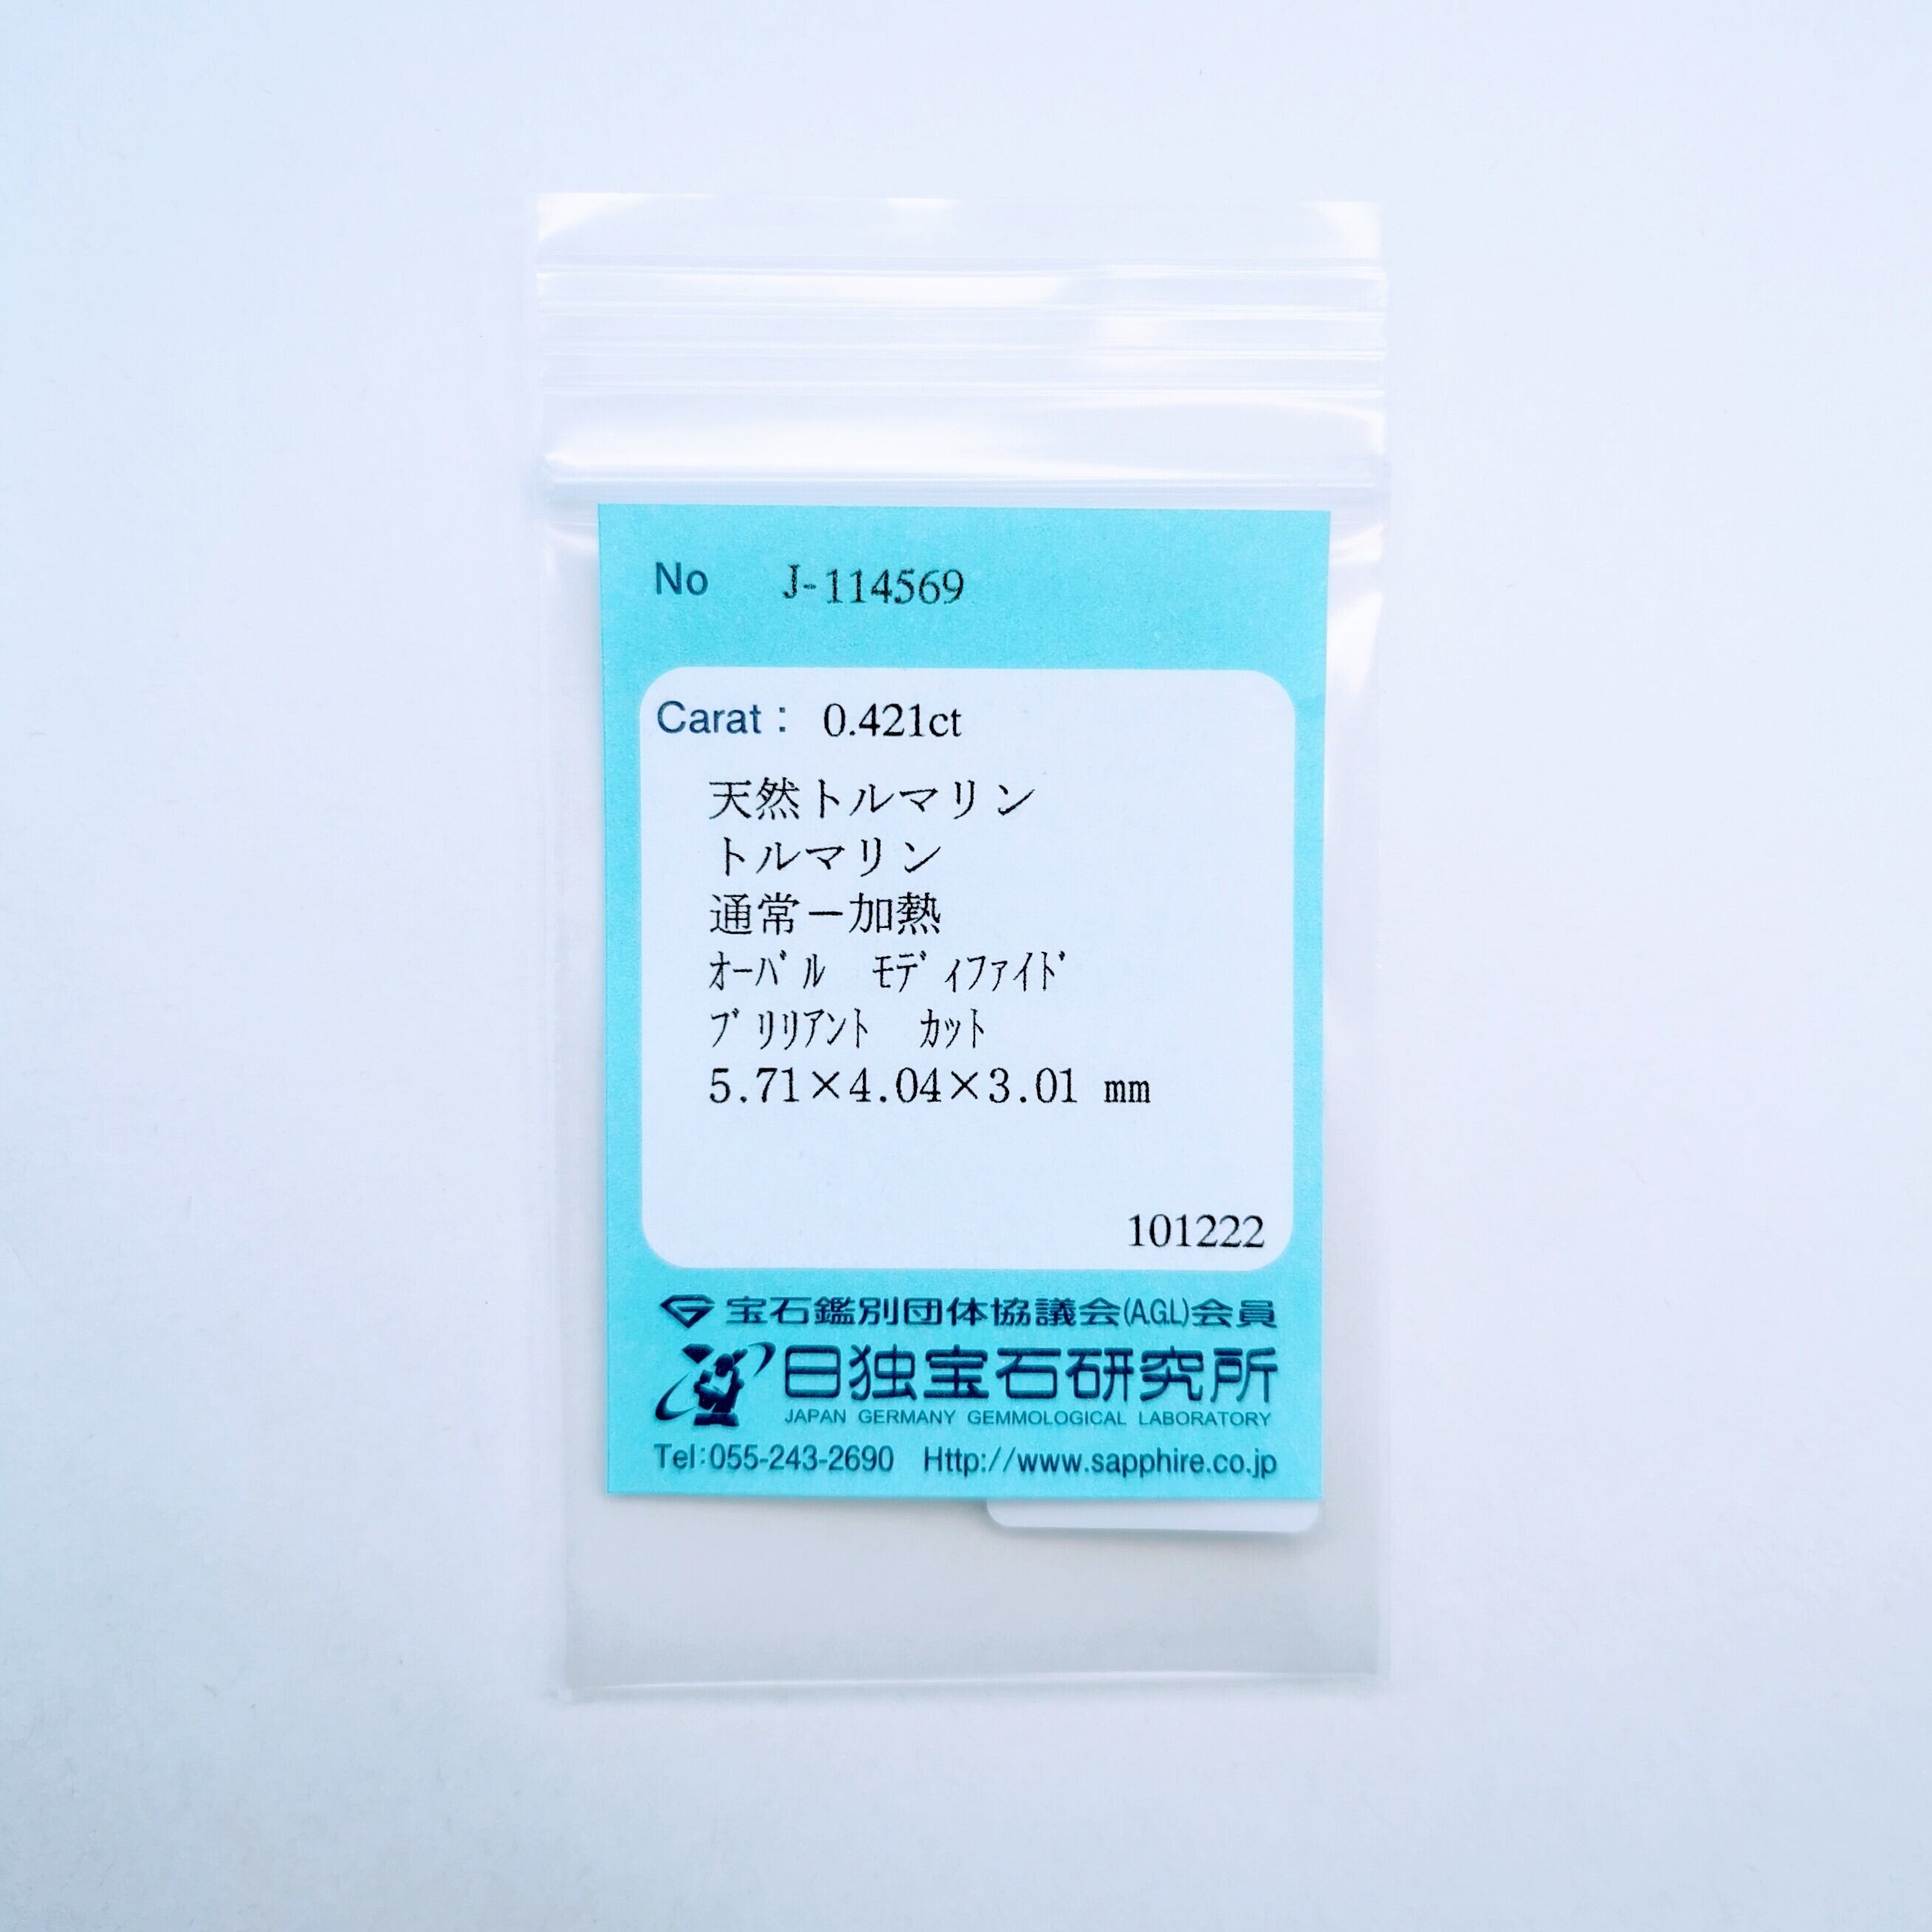 No J-114569
Carat： 0.421ct
天然トルマリン
トルマリン
通常－加熱
ｵｰﾊﾞﾙ ﾓﾃﾞｨﾌｧｲﾄﾞ
ﾌﾞﾘﾘｱﾝﾄ ｶｯﾄ
5.71×4.04×3.01 mm
101222
宝石鑑別団体協議会(A.G.L)会員
日独宝石研究所
JAPAN GERMANY GEMMOLOGICAL LABORATORY
Tel:055-243-2690 Http://www.sapphire.co.jp